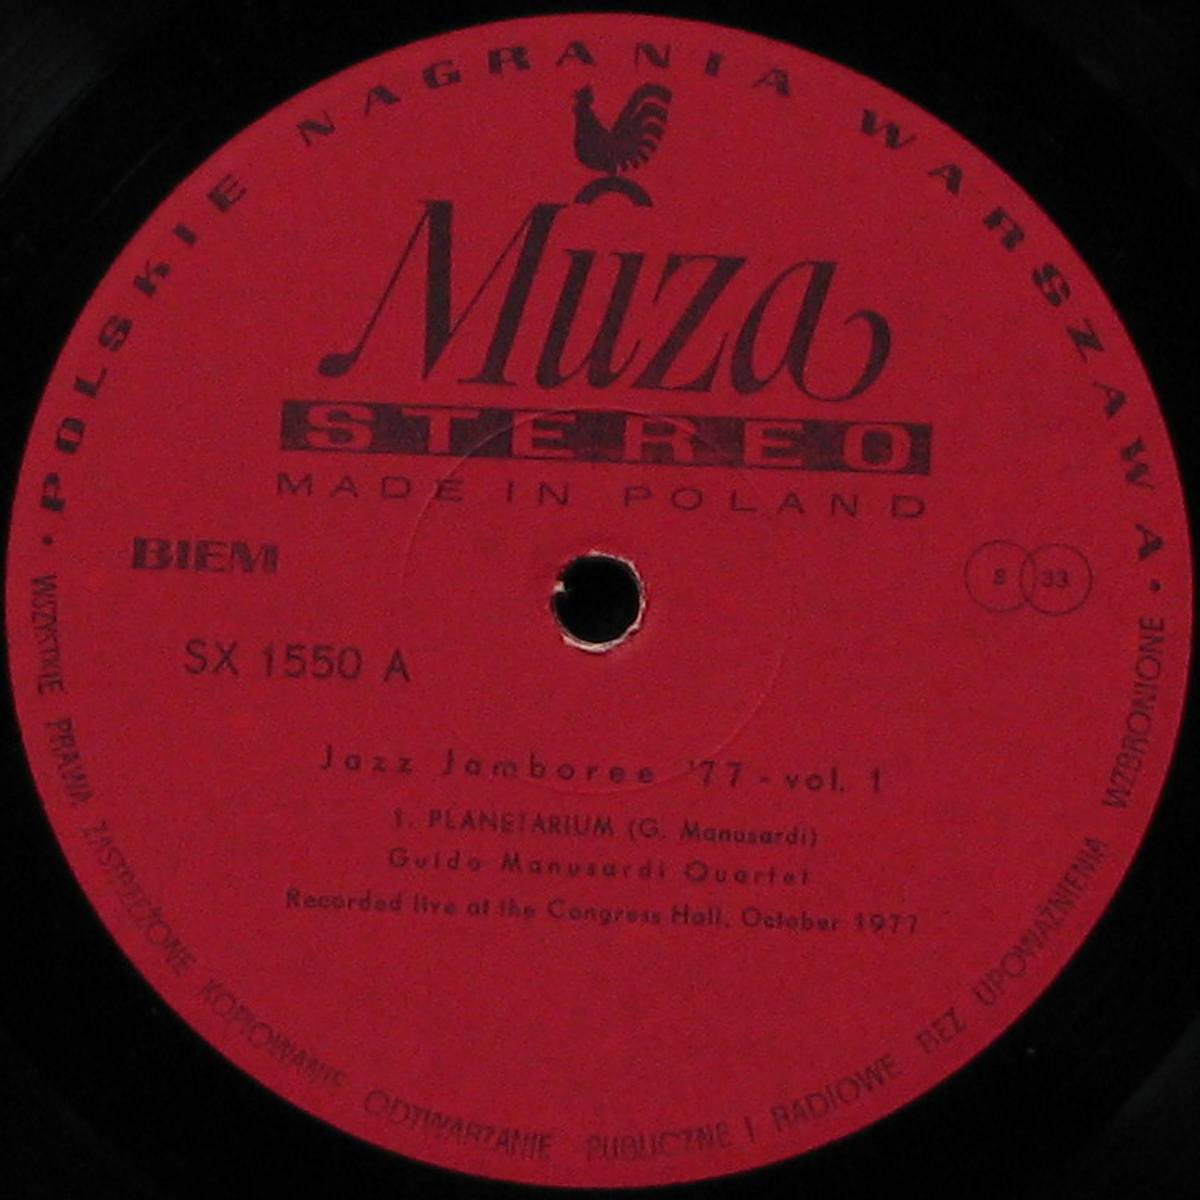 • POLSKIE NAGRANIA WARSZAWA •
Muza
STEREO
MADE IN POLAND
BIEM
S 33
SX 1550 A
Jazz Jamboree '77 - vol. 1
1. PLANETARIUM (G. Manusardi)
Guido Manusardi Quartet
Recorded live at the Congress Hall, October 1977
WSZYSTKIE PRAWA ZASTRZEŻONE KOPIOWANIE ODTWARZANIE PUBLICZNE I RADIOWE BEZ UPOWAŻNIENIA WZBRONIONE